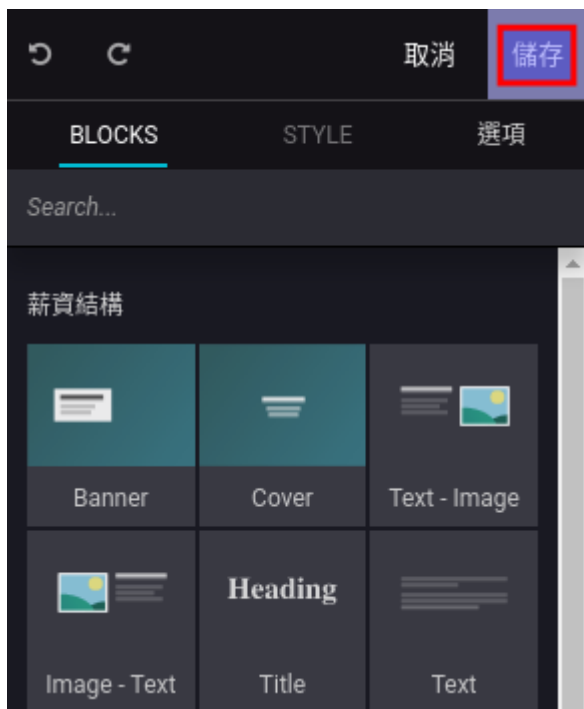 取消 儲存
BLOCKS STYLE 選項
Search...
薪資結構
Banner Cover Text - Image
Heading
Image - Text Title Text